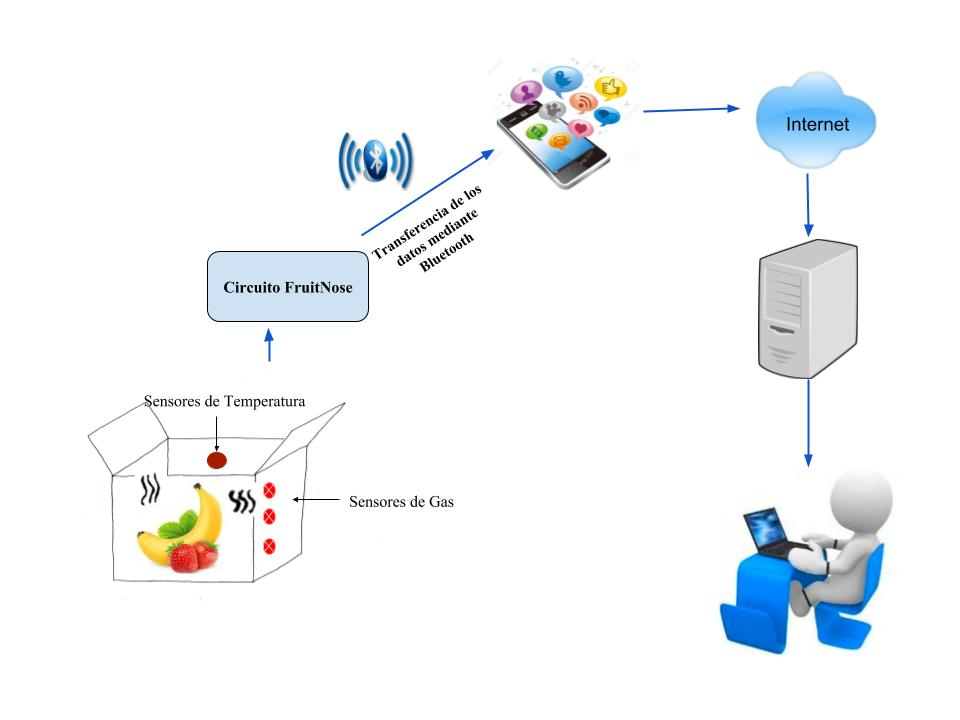 Internet
Transferencia de los
datos mediante
Bluetooth
Circuito FruitNose
Sensores de Temperatura
Sensores de Gas